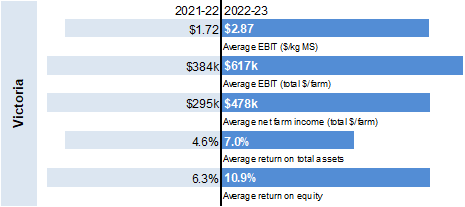 2021-22 2022-23
Victoria
$1.72 $2.87
Average EBIT ($/kg MS)
$384k $617k
Average EBIT (total $/farm)
$295k $478k
Average net farm income (total $/farm)
4.6% 7.0%
Average return on total assets
6.3% 10.9%
Average return on equity